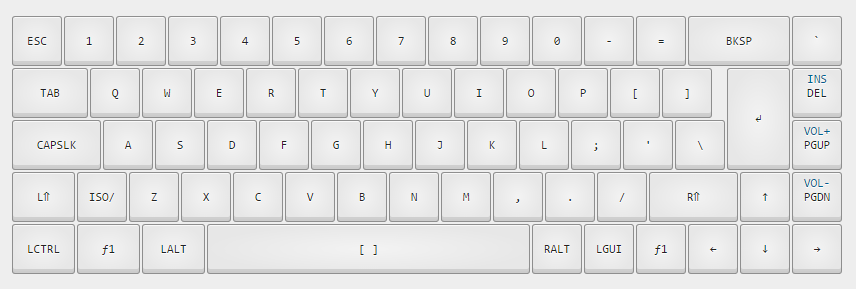 ESC 1 2 3 4 5 6 7 8 9 0 - = BKSP `
TAB Q W E R T Y U I O P [ ] ↲ INS
DEL
CAPSLK A S D F G H J K L ; ' \ VOL+
PGUP
L⇑ ISO/ Z X C V B N M , . / R⇑ ↑ VOL-
PGDN
LCTRL ƒ1 LALT [ ] RALT LGUI ƒ1 ← ↓ →